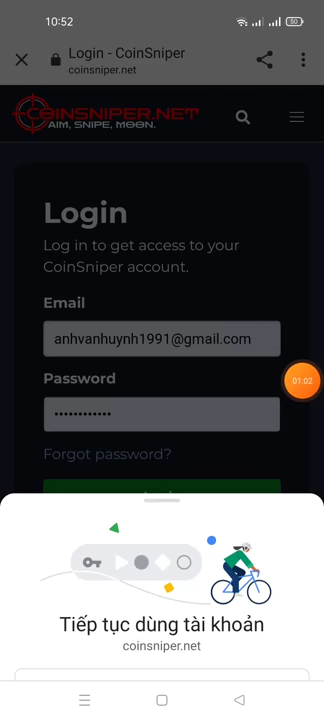 10:52
50
Login - CoinSniper
coinsniper.net
COINSNIPER.NET
AIM, SNIPE, MOON.
Login
Log in to get access to your
CoinSniper account.
Email
anhvanhuynh1991@gmail.com
Password
••••••••••••
01:02
Forgot password?
Tiếp tục dùng tài khoản
coinsniper.net